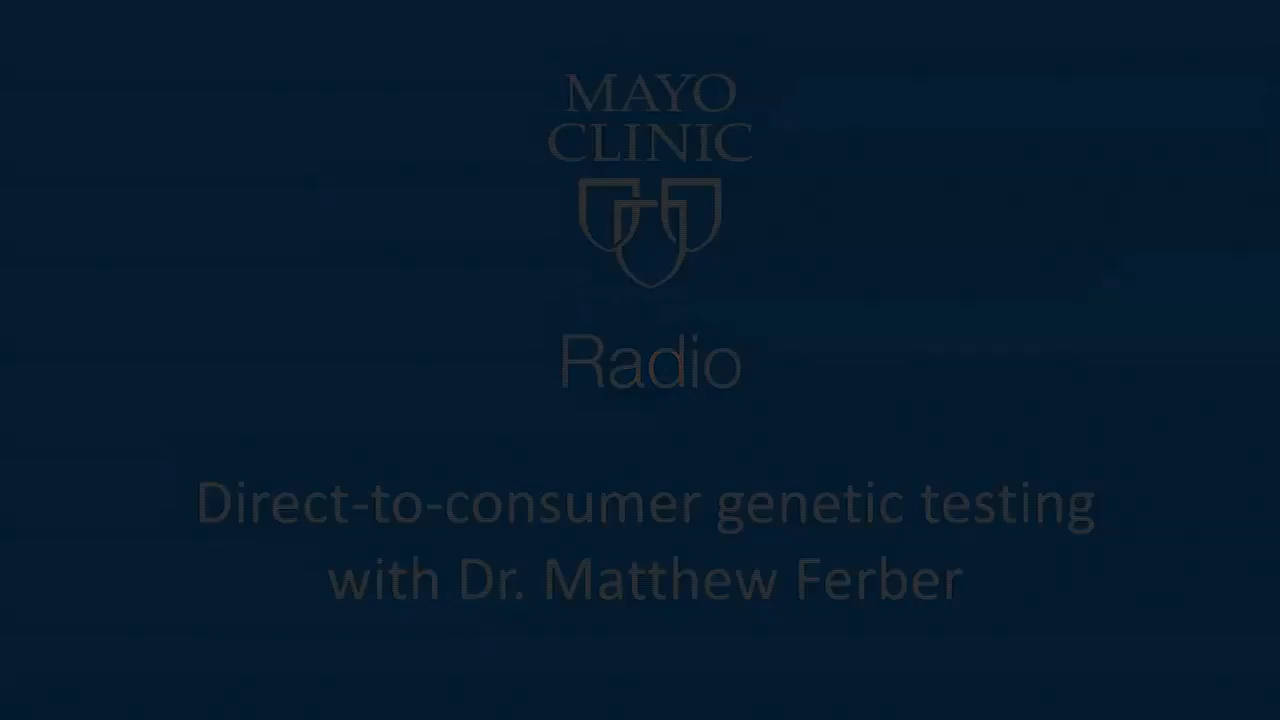 MAYO
CLINIC
Radio
Direct-to-consumer genetic testing
with Dr. Matthew Ferber